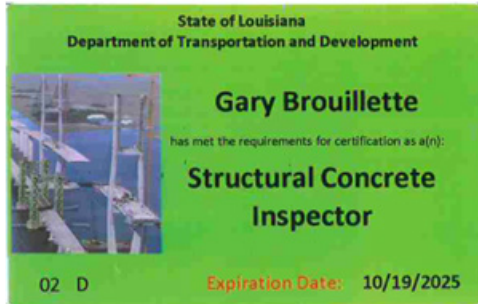 State of Louisiana
Department of Transportation and Development
Gary Brouillette
has met the requirements for certification as a(n):
Structural Concrete
Inspector
02 D
Expiration Date: 10/19/2025